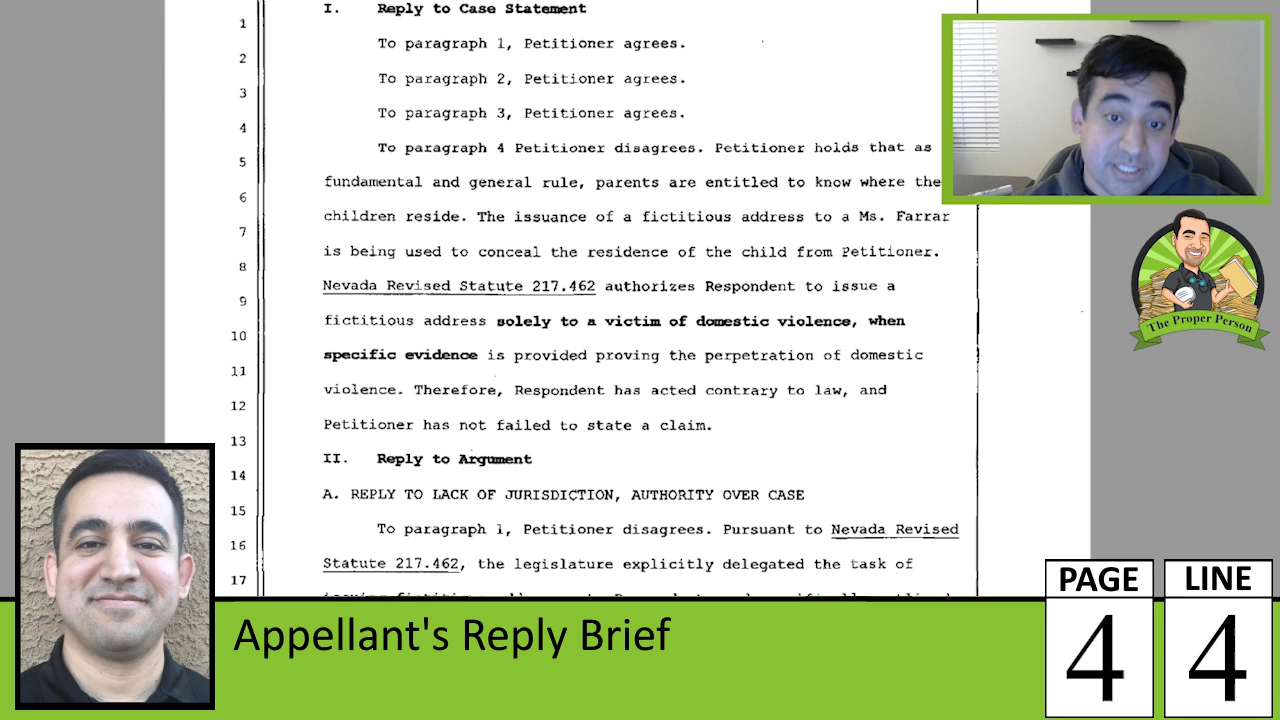 I. Reply to Case Statement
1
To paragraph 1, Petitioner agrees.
2
To paragraph 2, Petitioner agrees.
3
To paragraph 3, Petitioner agrees.
4
To paragraph 4 Petitioner disagrees. Petitioner holds that as
5
fundamental and general rule, parents are entitled to know where the
6
children reside. The issuance of a fictitious address to a Ms. Farrar
7
is being used to conceal the residence of the child from Petitioner.
8
Nevada Revised Statute 217.462 authorizes Respondent to issue a
9
fictitious address solely to a victim of domestic violence, when
10
specific evidence is provided proving the perpetration of domestic
11
violence. Therefore, Respondent has acted contrary to law, and
12
Petitioner has not failed to state a claim.
13
II. Reply to Argument
14
A. REPLY TO LACK OF JURISDICTION, AUTHORITY OVER CASE
15
To paragraph 1, Petitioner disagrees. Pursuant to Nevada Revised
16
Statute 217.462, the legislature explicitly delegated the task of
17
The Proper Person
Appellant's Reply Brief
PAGE
4
LINE
4